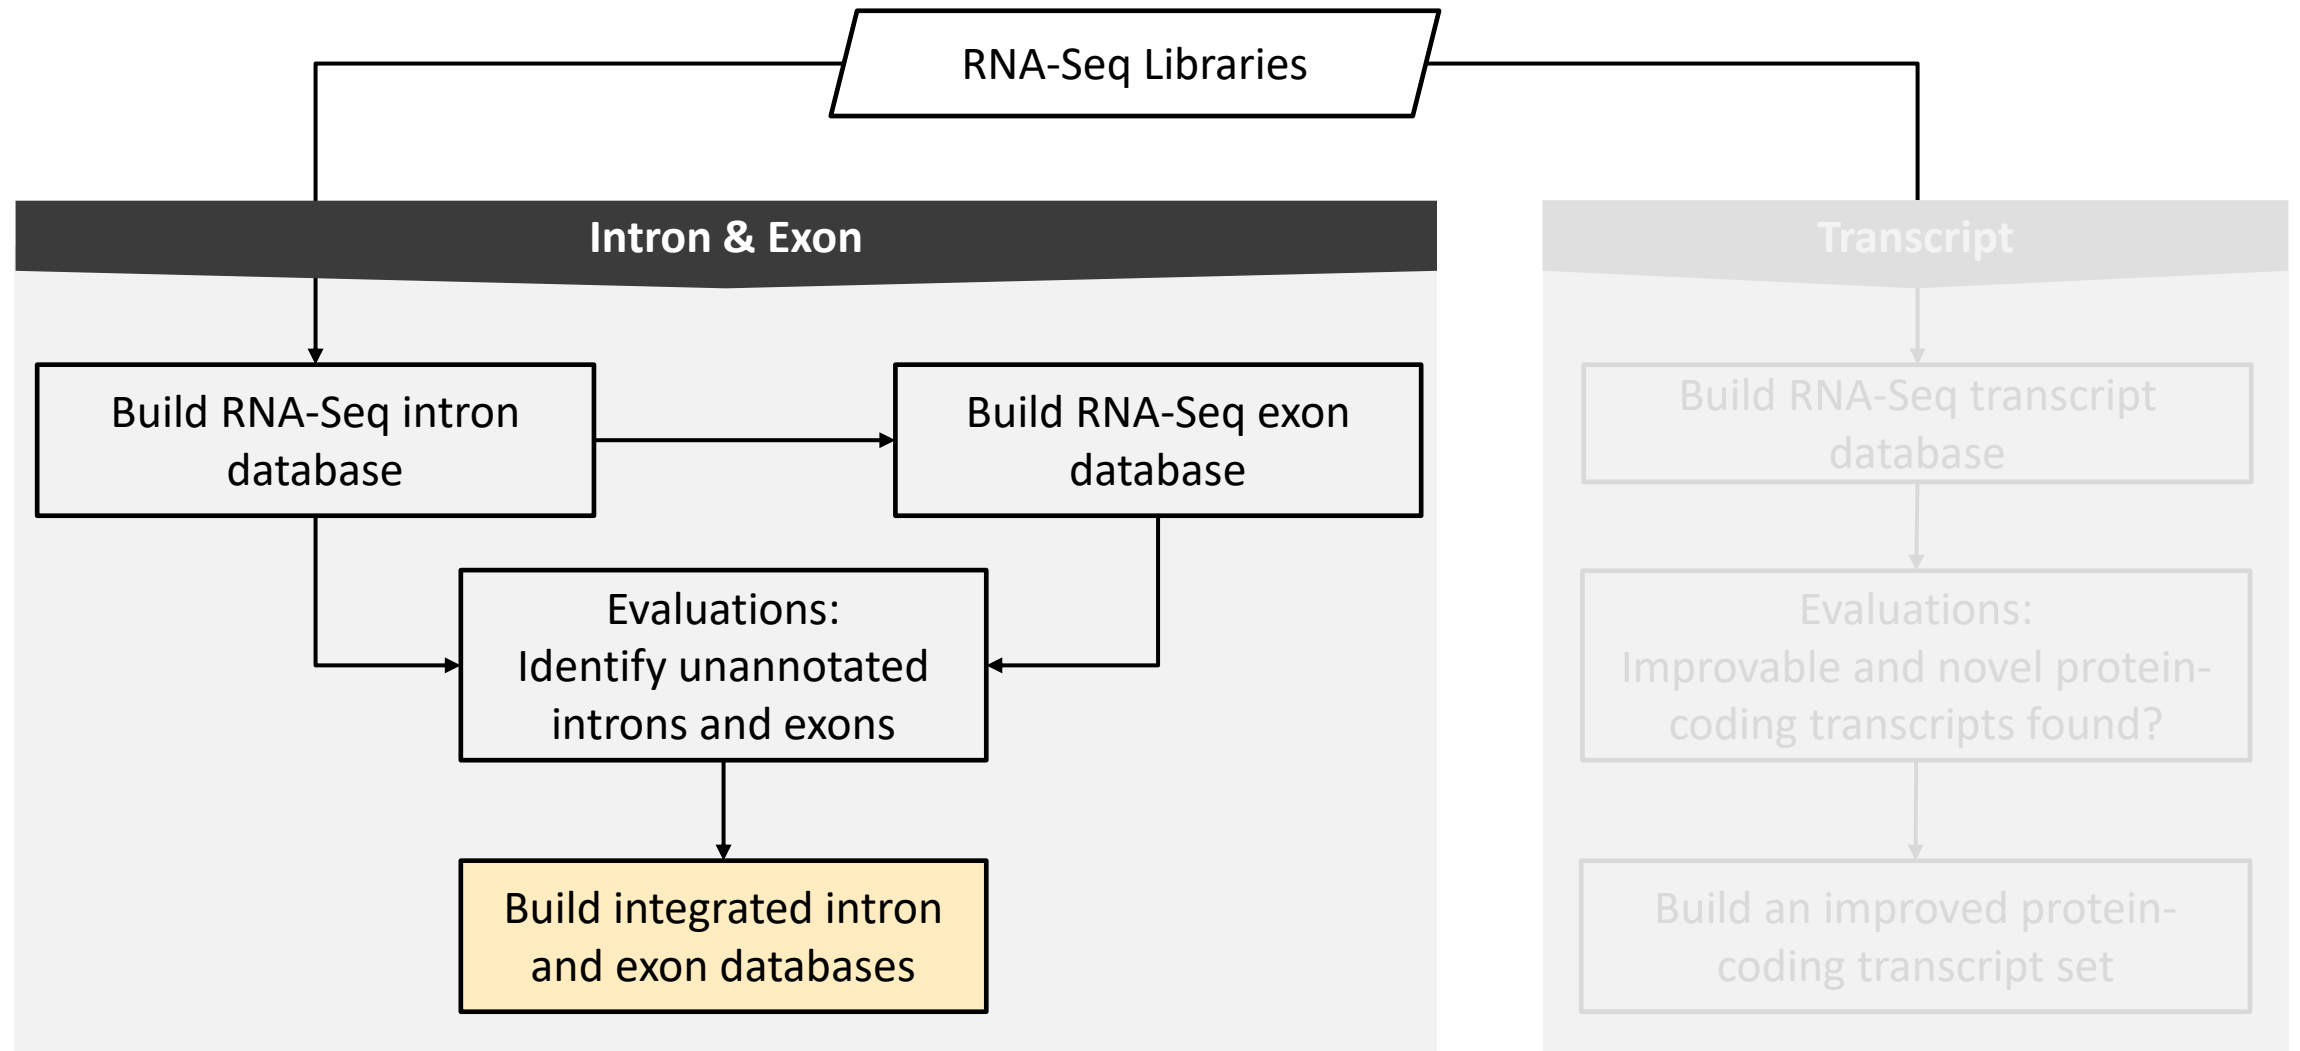 RNA-Seq Libraries
Intron & Exon
Build RNA-Seq intron
database
Build RNA-Seq exon
database
Evaluations:
Identify unannotated
introns and exons
Build integrated intron
and exon databases
Transcript
Build RNA-Seq transcript
database
Evaluations:
Improvable and novel protein-
coding transcripts found?
Build an improved protein-
coding transcript set